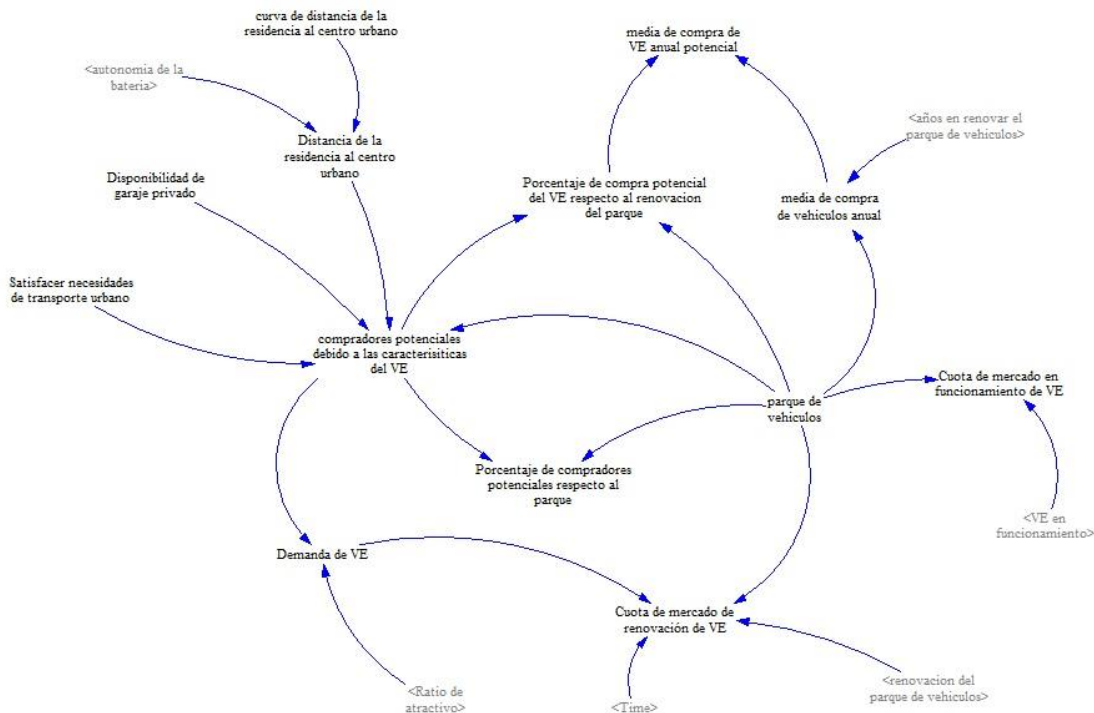 curva de distancia de la
residencia al centro urbano
media de compra de
VE anual potencial
<autonomia de la
bateria>
<años en renovar el
parque de vehiculos>
Distancia de la
residencia al centro
urbano
Disponibilidad de
garaje privado
Porcentaje de compra potencial
del VE respecto al renovacion
del parque
media de compra
de vehiculos anual
Satisfacer necesidades
de transporte urbano
compradores potenciales
debido a las caracterisiticas
del VE
Cuota de mercado en
funcionamiento de VE
parque de
vehiculos
Porcentaje de compradores
potenciales respecto al
parque
<VE en
funcionamiento>
Demanda de VE
Cuota de mercado de
renovación de VE
<Ratio de
atractivo>
<Time>
<renovacion del
parque de vehiculos>